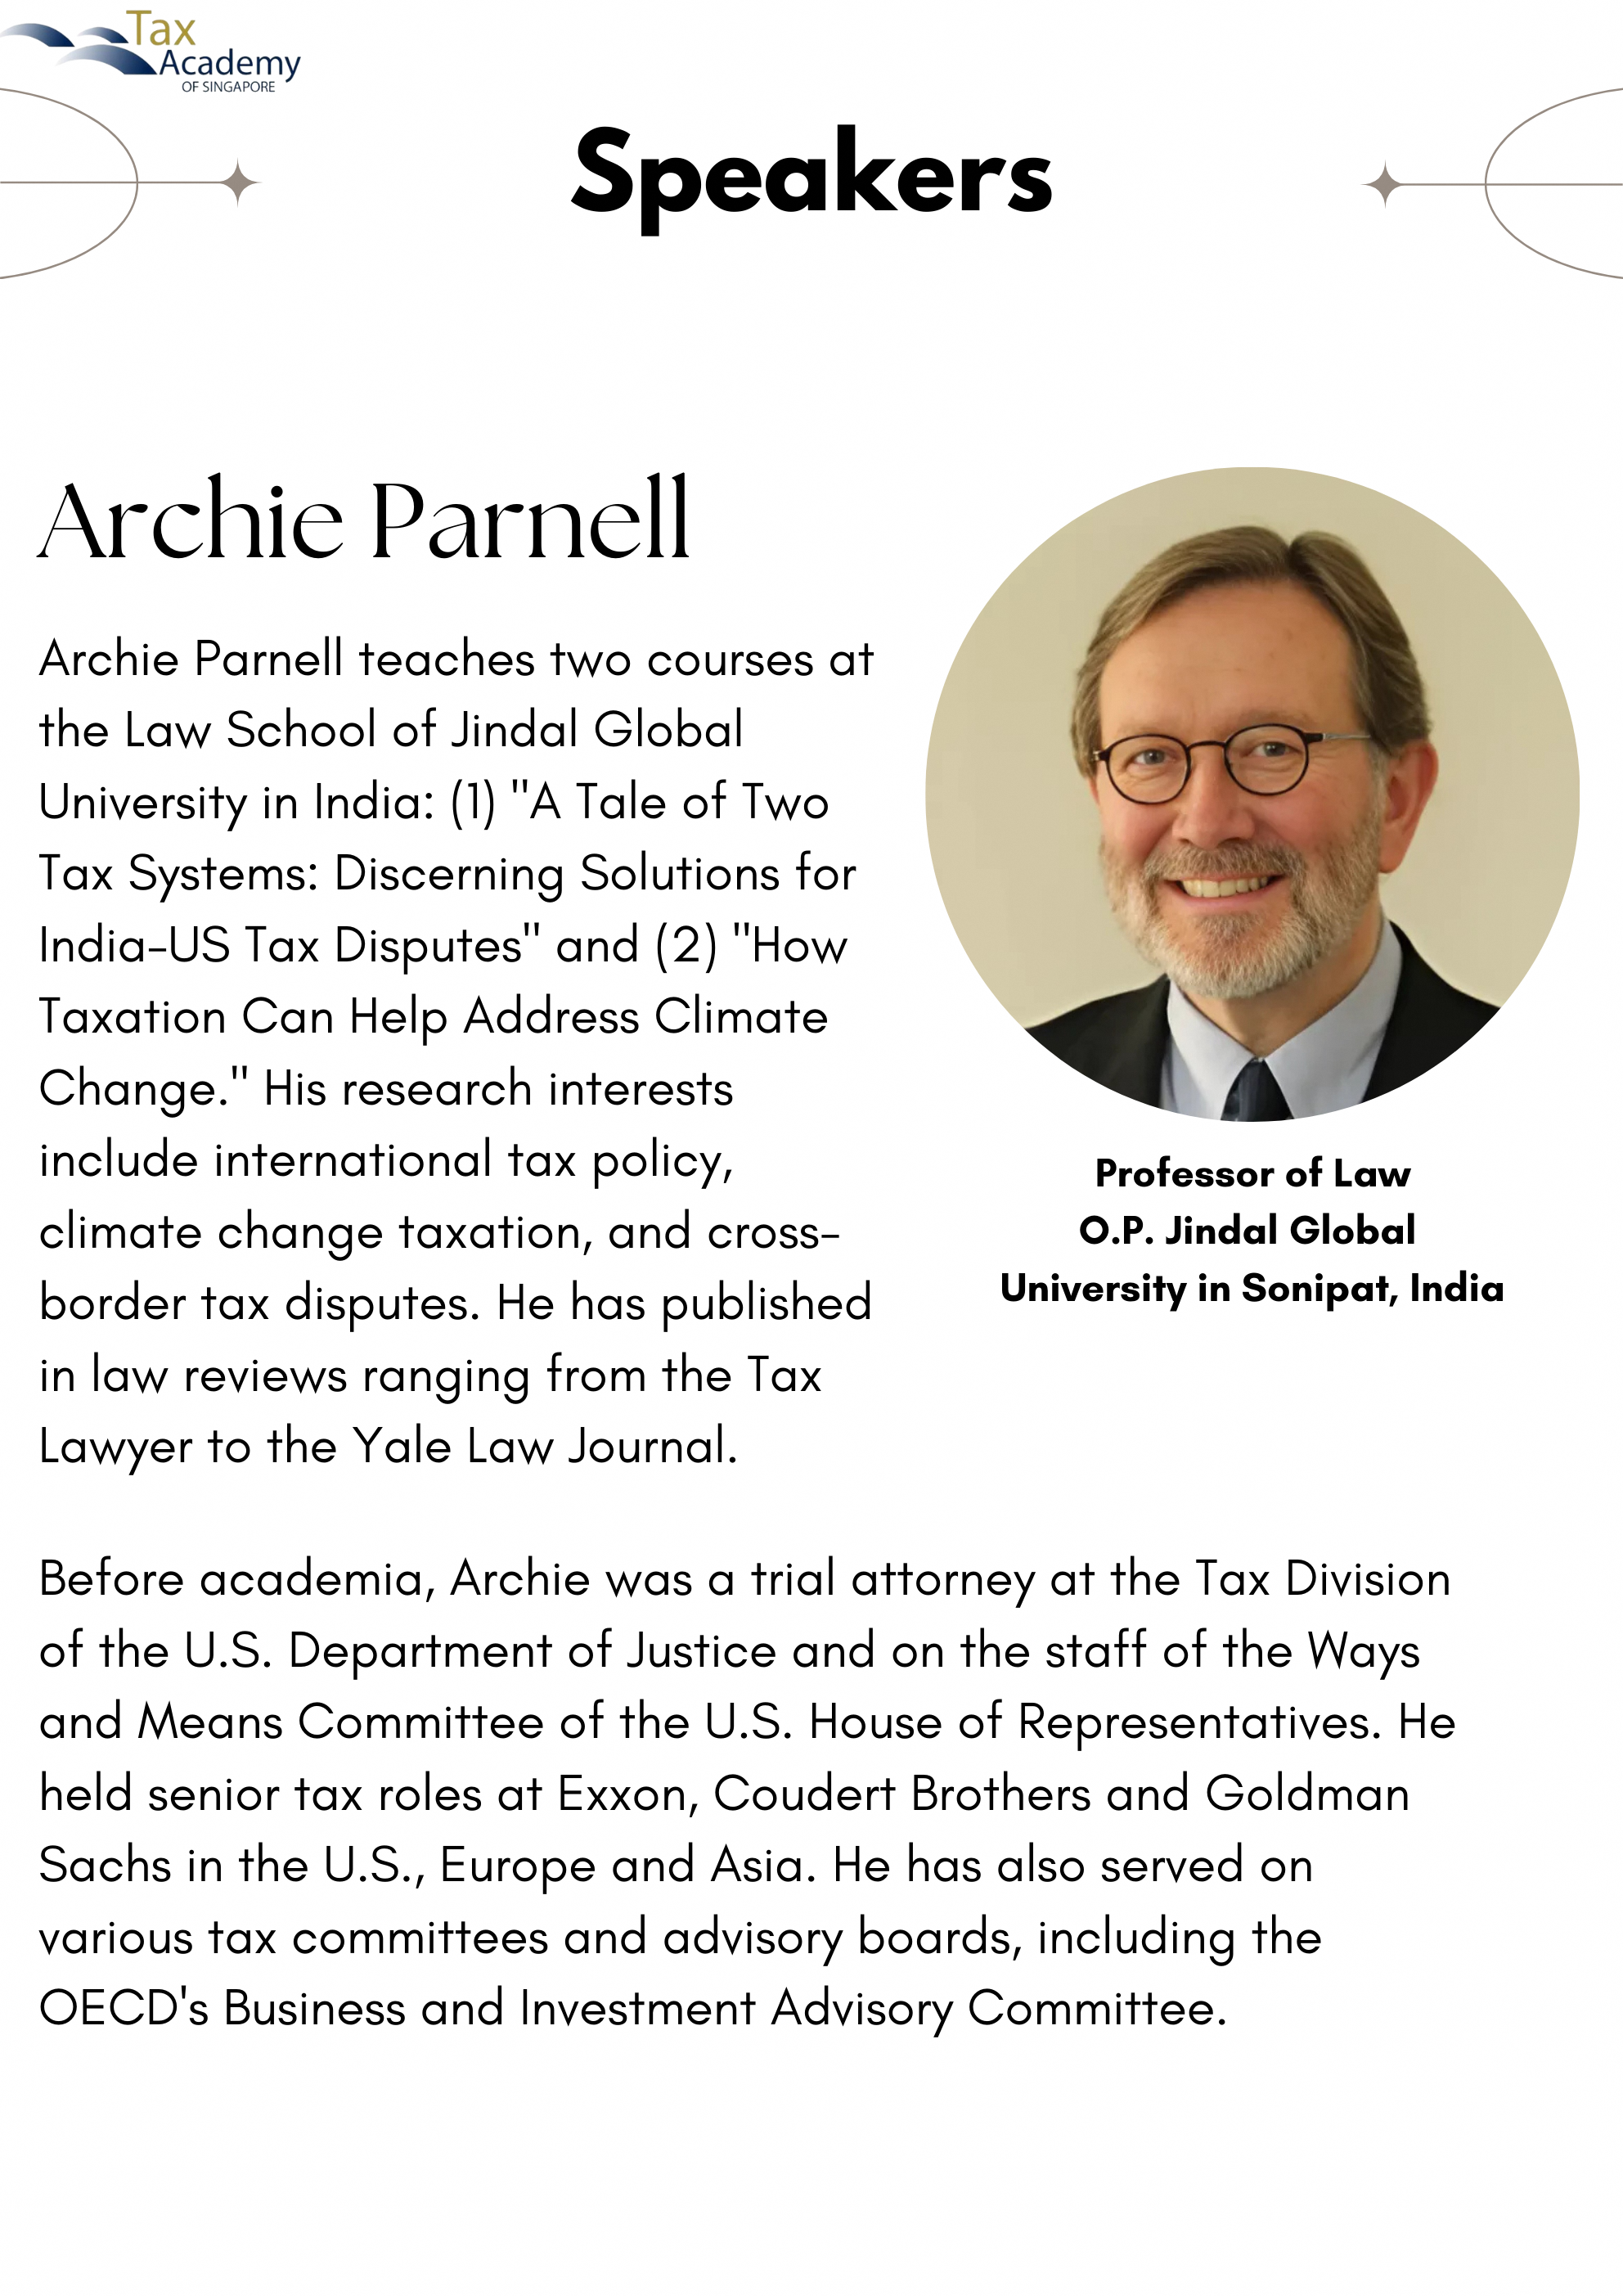 Tax
Academy
OF SINGAPORE
Speakers
Archie Parnell
Archie Parnell teaches two courses at
the Law School of Jindal Global
University in India: (1) "A Tale of Two
Tax Systems: Discerning Solutions for
India-US Tax Disputes" and (2) "How
Taxation Can Help Address Climate
Change." His research interests
include international tax policy,
climate change taxation, and cross-
border tax disputes. He has published
in law reviews ranging from the Tax
Lawyer to the Yale Law Journal.
Professor of Law
O.P. Jindal Global
University in Sonipat, India
Before academia, Archie was a trial attorney at the Tax Division
of the U.S. Department of Justice and on the staff of the Ways
and Means Committee of the U.S. House of Representatives. He
held senior tax roles at Exxon, Coudert Brothers and Goldman
Sachs in the U.S., Europe and Asia. He has also served on
various tax committees and advisory boards, including the
OECD's Business and Investment Advisory Committee.